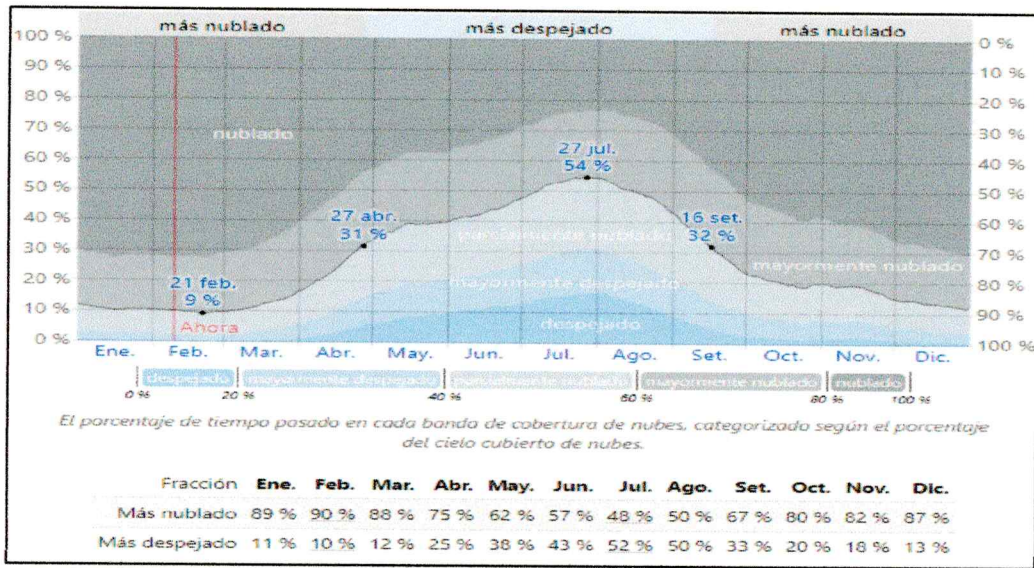 más nublado más despejado más nublado
100 % 0 %
90 % 10 %
80 % 20 %
70 % 30 %
nublado
60 % 40 %
27 jul.
54 %
50 % 50 %
40 % 60 %
27 abr.
31 %
16 set.
32 %
parcialmente nublado
30 % 70 %
mayormente nublado
20 % 80 %
21 feb.
9 %
mayormente despejado
10 % 90 %
Ahora
despejado
0 % 100 %
Ene. Feb. Mar. Abr. May. Jun. Jul. Ago. Set. Oct. Nov. Dic.
despejado mayormente despejado parcialmente nublado mayormente nublado nublado
0 % 20 % 40 % 60 % 80 % 100 %
El porcentaje de tiempo pasado en cada banda de cobertura de nubes, categorizado según el porcentaje
del cielo cubierto de nubes.
Fracción Ene. Feb. Mar. Abr. May. Jun. Jul. Ago. Set. Oct. Nov. Dic.
Más nublado 89 % 90 % 88 % 75 % 62 % 57 % 48 % 50 % 67 % 80 % 82 % 87 %
Más despejado 11 % 10 % 12 % 25 % 38 % 43 % 52 % 50 % 33 % 20 % 18 % 13 %